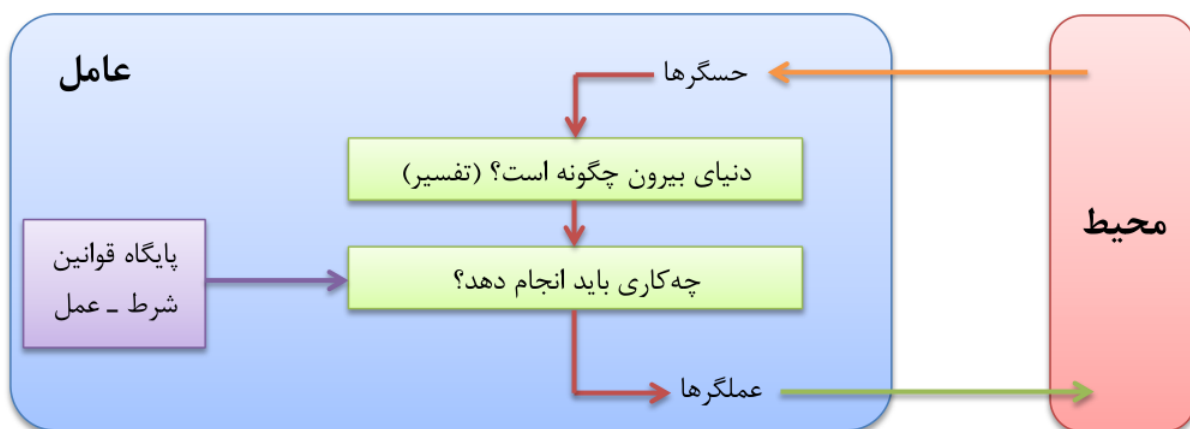 عامل
حسگرها
دنیای بیرون چگونه است؟ (تفسیر)
محیط
پایگاه قوانین
شرط ـ عمل
چه‌کاری باید انجام دهد؟
عملگرها